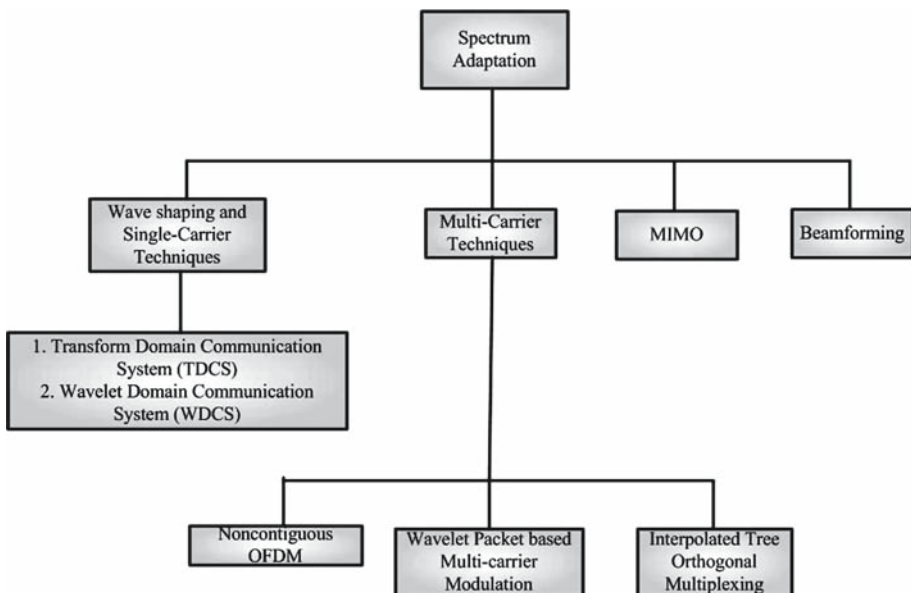 Spectrum
Adaptation
Wave shaping and
Single-Carrier
Techniques
Multi-Carrier
Techniques
MIMO
Beamforming
1. Transform Domain Communication
System (TDCS)
2. Wavelet Domain Communication
System (WDCS)
Noncontiguous
OFDM
Wavelet Packet based
Multi-carrier
Modulation
Interpolated Tree
Orthogonal
Multiplexing